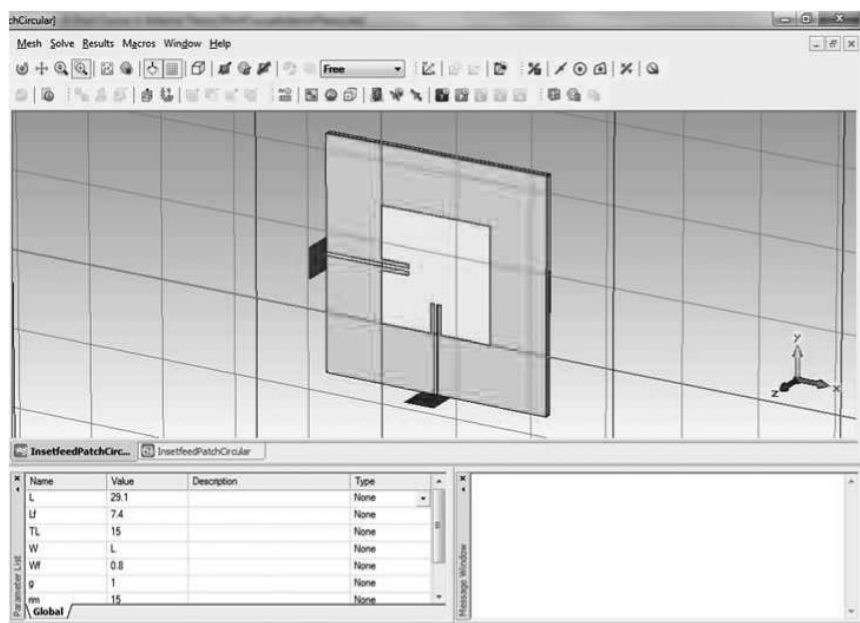 chCircular]
Mesh Solve Results Macros Window Help
Free
y
z x
InsetfeedPatchCirc... InsetfeedPatchCircular
Name Value Description Type
L 29.1 None
Lf 7.4 None
TL 15 None
W L None
Wf 0.8 None
g 1 None
rim 15 None
Global
Parameter List
Message Window